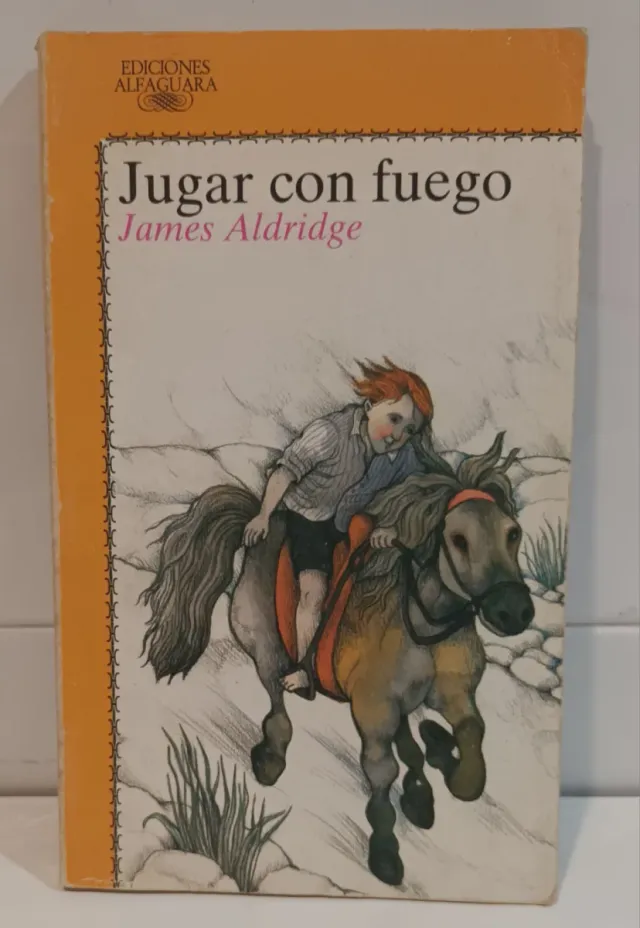 EDICIONES
ALFAGUARA
Jugar con fuego
James Aldridge